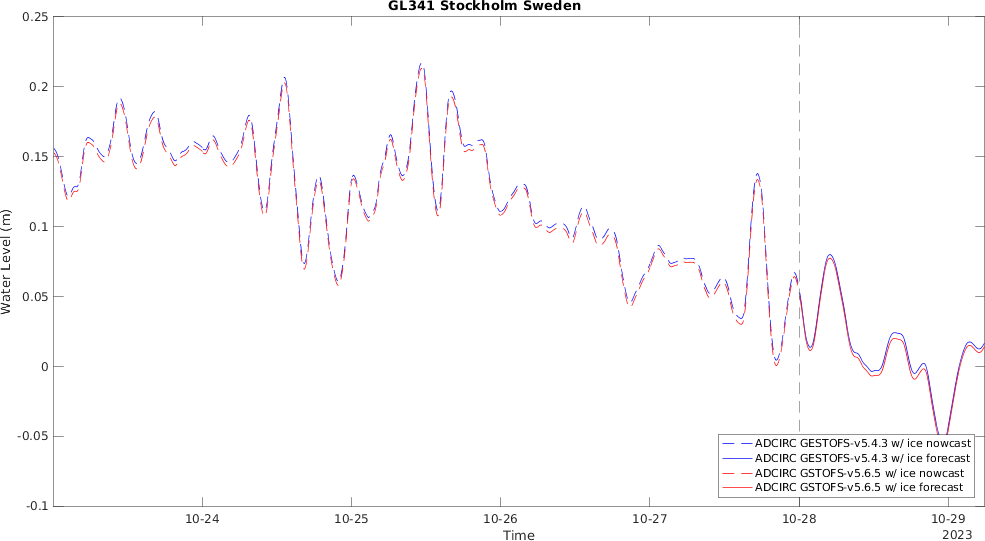 GL341 Stockholm Sweden
0.25
0.2
0.15
0.1
0.05
0
-0.05
-0.1
Water Level (m)
ADCIRC GESTOFS-v5.4.3 w/ ice nowcast
ADCIRC GESTOFS-v5.4.3 w/ ice forecast
ADCIRC GSTOFS-v5.6.5 w/ ice nowcast
ADCIRC GSTOFS-v5.6.5 w/ ice forecast
10-24 10-25 10-26 10-27 10-28 10-29
2023
Time